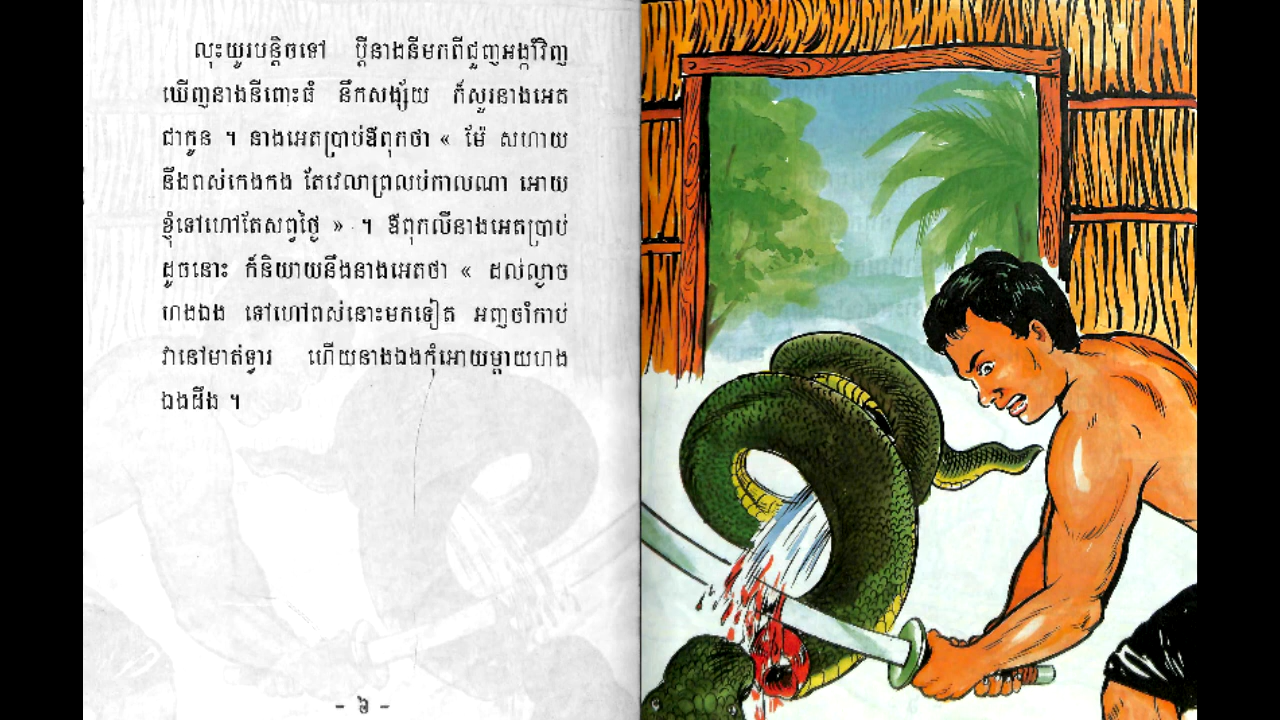 លុះយូរបន្តិចទៅ ប្ដីនាងនីមកពីជួញអង្កាំវិញ
ឃើញនាងនីពោះធំ នឹកសង្ស័យ ក៏សួរនាងអេត
ជាកូន ។ នាងអេតប្រាប់ឪពុកថា « ម៉ែ សហាយ
នឹងពស់កេងកង តែវេលាព្រលប់កាលណា អោយ
ខ្ញុំទៅហៅតែសព្វថ្ងៃ » ។ ឪពុកលឺនាងអេតប្រាប់
ដូចនោះ ក៏និយាយនឹងនាងអេតថា « ដល់ល្ងាច
ហងឯង ទៅហៅពស់នោះមកទៀត អញចាំកាប់
វានៅមាត់ទ្វារ ហើយនាងឯងកុំអោយម្ដាយហង
ឯងដឹង ។
- ៦ -